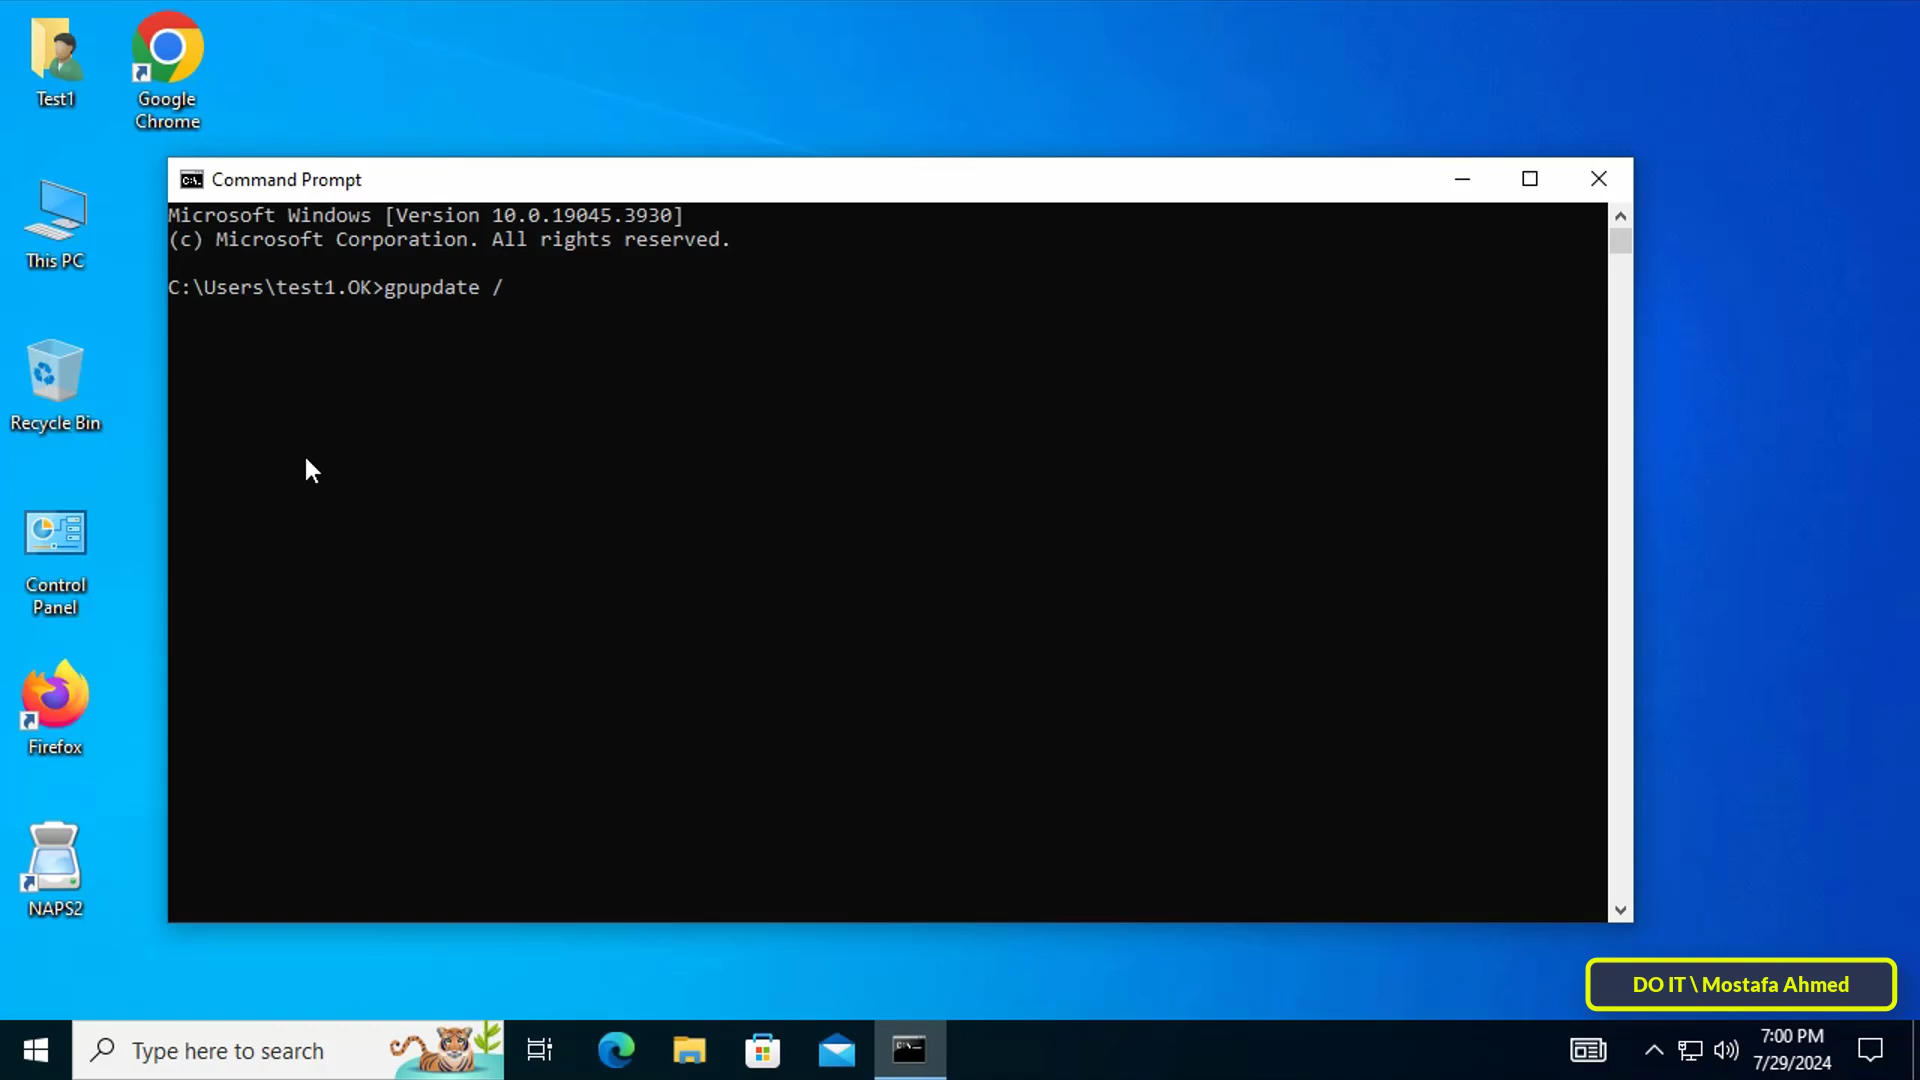 Test1
Google
Chrome
This PC
Recycle Bin
Control
Panel
Firefox
NAPS2
Command Prompt
Microsoft Windows [Version 10.0.19045.3930]
(c) Microsoft Corporation. All rights reserved.
C:\Users\test1.OK>gpupdate /
DO IT \ Mostafa Ahmed
Type here to search
7:00 PM
7/29/2024